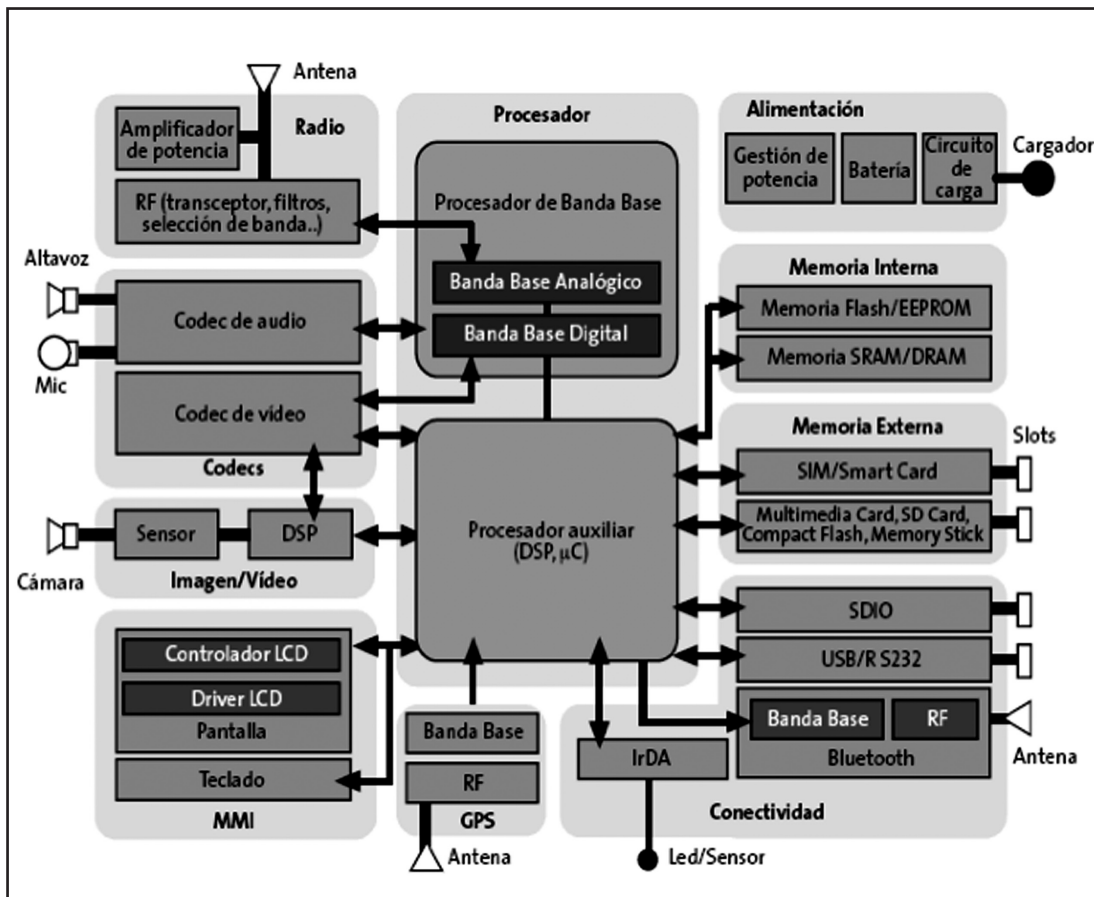 Antena
Amplificador
de potencia
Radio
RF (transceptor, filtros,
selección de banda..)
Altavoz
Codec de audio
Mic
Codec de vídeo
Codecs
Sensor
DSP
Cámara
Imagen/Vídeo
Controlador LCD
Driver LCD
Pantalla
Teclado
MMI
Procesador
Procesador de Banda Base
Banda Base Analógico
Banda Base Digital
Procesador auxiliar
(DSP, μC)
Banda Base
RF
GPS
Antena
Alimentación
Gestión de
potencia
Batería
Circuito
de
carga
Cargador
Memoria Interna
Memoria Flash/EEPROM
Memoria SRAM/DRAM
Memoria Externa
Slots
SIM/Smart Card
Multimedia Card, SD Card,
Compact Flash, Memory Stick
SDIO
USB/R S232
Banda Base
RF
Bluetooth
Antena
IrDA
Conectividad
Led/Sensor